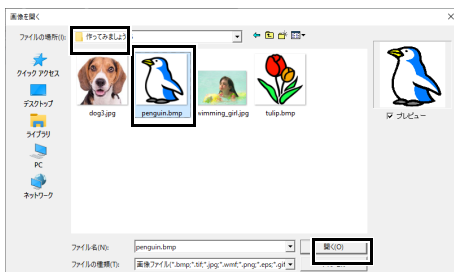 画像を開く
ファイルの場所(I):
作ってみましょう
クイック アクセス
デスクトップ
ライブラリ
PC
ネットワーク
dog3.jpg
penguin.bmp
wimming_girl.jpg
tulip.bmp
プレビュー
ファイル名(N):
penguin.bmp
開く(O)
ファイルの種類(T):
画像ファイル(*.bmp;*.tif;*.jpg;*.wmf;*.png;*.eps;*.gif